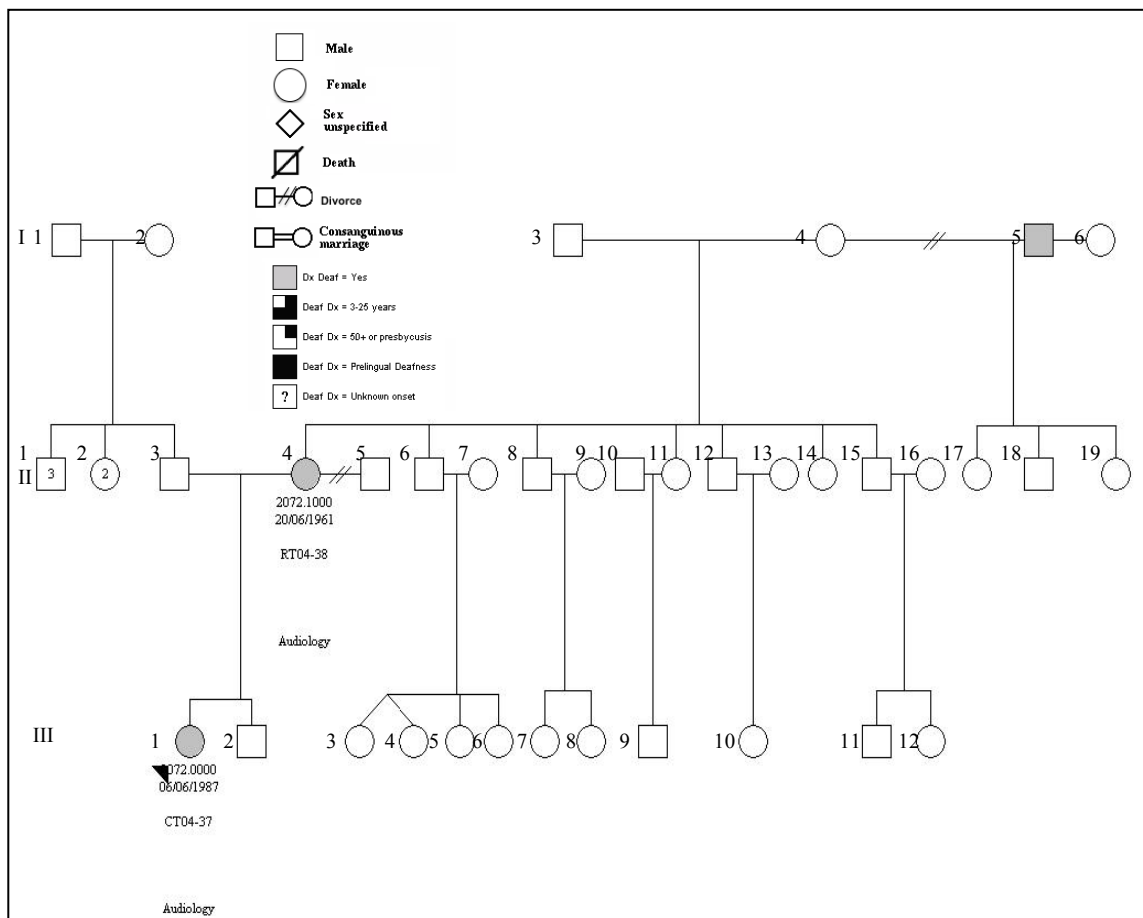 Male
Female
Sex
unspecified
Death
Divorce
Consanguinous
marriage
Dx Deaf = Yes
Deaf Dx = 3-25 years
Deaf Dx = 50+ or presbycusis
Deaf Dx = Prelingual Deafness
? Deaf Dx = Unknown onset
I 1 2 3 4 5 6
1 2 3 4 5 6 7 8 9 10 11 12 13 14 15 16 17 18 19
II 3 2
2072.1000
20/06/1961
RT04-38
Audiology
III 1 2 3 4 5 6 7 8 9 10 11 12
072.0000
06/06/1987
CT04-37
Audiology